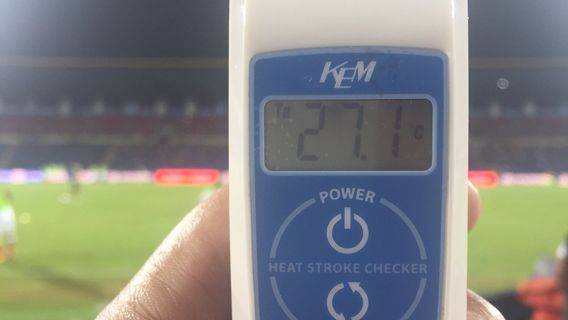 KEM
Ta 27.1 °C
POWER
HEAT STROKE CHECKER